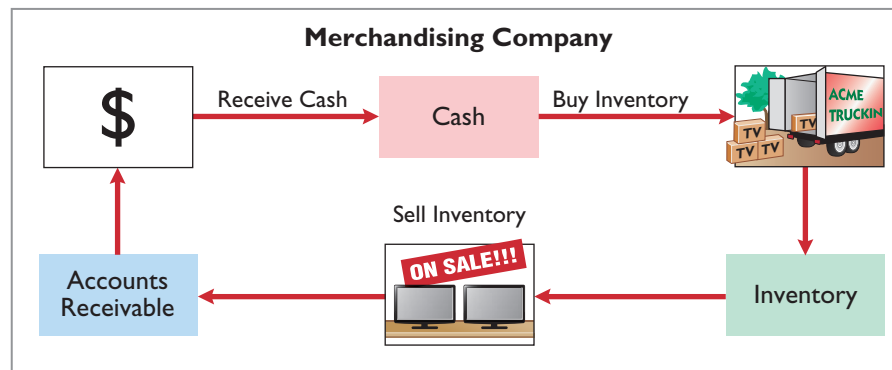 Merchandising Company
$
Receive Cash
Cash
Buy Inventory
ACME
TRUCKIN
TV
TV
TV
TV
Sell Inventory
ON SALE!!!
Accounts
Receivable
Inventory